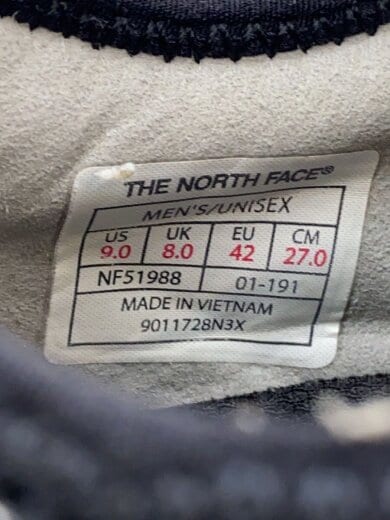 THE NORTH FACE®
MEN'S/UNISEX
US UK EU CM
9.0 8.0 42 27.0
NF51988 01-191
MADE IN VIETNAM
9011728N3X